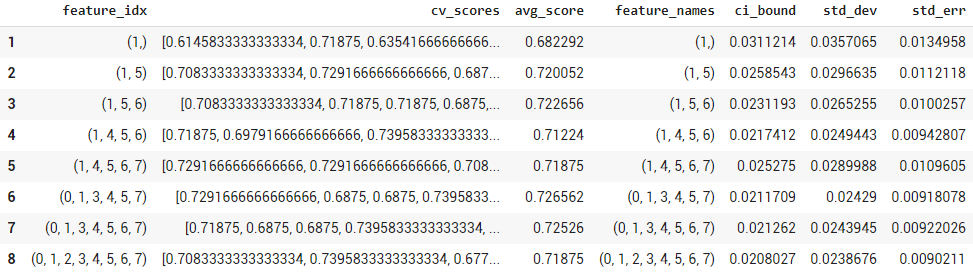 feature_idx cv_scores avg_score feature_names ci_bound std_dev std_err
1 (1,) [0.6145833333333334, 0.71875, 0.63541666666666... 0.682292 (1,) 0.0311214 0.0357065 0.0134958
2 (1, 5) [0.7083333333333334, 0.7291666666666666, 0.687... 0.720052 (1, 5) 0.0258543 0.0296635 0.0112118
3 (1, 5, 6) [0.7083333333333334, 0.71875, 0.71875, 0.6875,... 0.722656 (1, 5, 6) 0.0231193 0.0265255 0.0100257
4 (1, 4, 5, 6) [0.71875, 0.6979166666666666, 0.73958333333333... 0.71224 (1, 4, 5, 6) 0.0217412 0.0249443 0.00942807
5 (1, 4, 5, 6, 7) [0.7291666666666666, 0.7291666666666666, 0.708... 0.71875 (1, 4, 5, 6, 7) 0.025275 0.0289988 0.0109605
6 (0, 1, 3, 4, 5, 7) [0.7291666666666666, 0.6875, 0.6875, 0.7395833... 0.726562 (0, 1, 3, 4, 5, 7) 0.0211709 0.02429 0.00918078
7 (0, 1, 3, 4, 5, 6, 7) [0.71875, 0.6875, 0.6875, 0.7395833333333334, ... 0.72526 (0, 1, 3, 4, 5, 6, 7) 0.021262 0.0243945 0.00922026
8 (0, 1, 2, 3, 4, 5, 6, 7) [0.7083333333333334, 0.7395833333333334, 0.677... 0.71875 (0, 1, 2, 3, 4, 5, 6, 7) 0.0208027 0.0238676 0.0090211